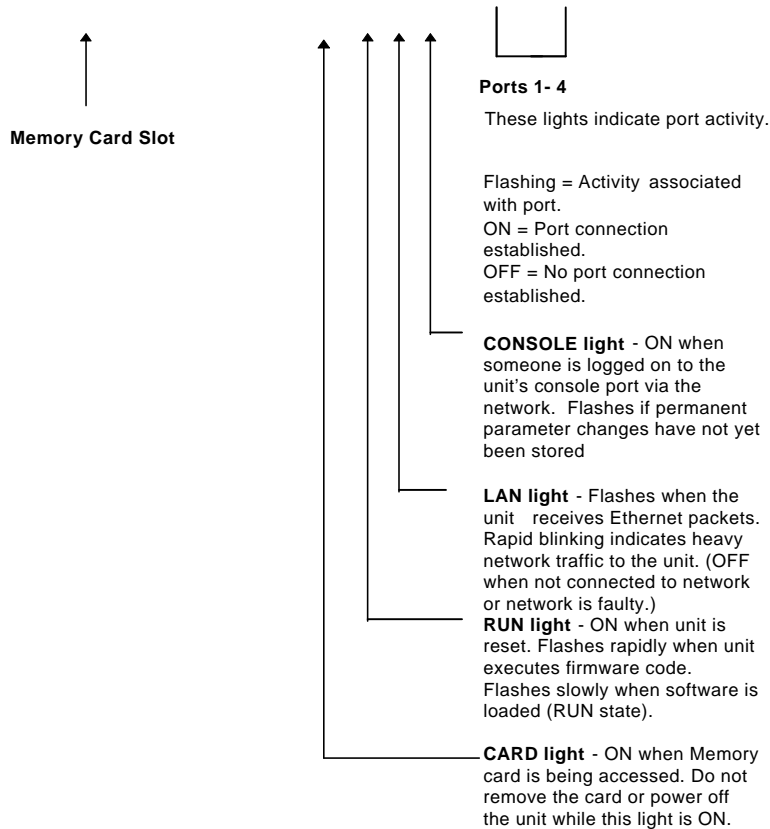 Ports 1- 4
These lights indicate port activity.
Memory Card Slot
Flashing = Activity associated
with port.
ON = Port connection
established.
OFF = No port connection
established.
CONSOLE light - ON when
someone is logged on to the
unit's console port via the
network. Flashes if permanent
parameter changes have not yet
been stored
LAN light - Flashes when the
unit receives Ethernet packets.
Rapid blinking indicates heavy
network traffic to the unit. (OFF
when not connected to network
or network is faulty.)
RUN light - ON when unit is
reset. Flashes rapidly when unit
executes firmware code.
Flashes slowly when software is
loaded (RUN state).
CARD light - ON when Memory
card is being accessed. Do not
remove the card or power off
the unit while this light is ON.